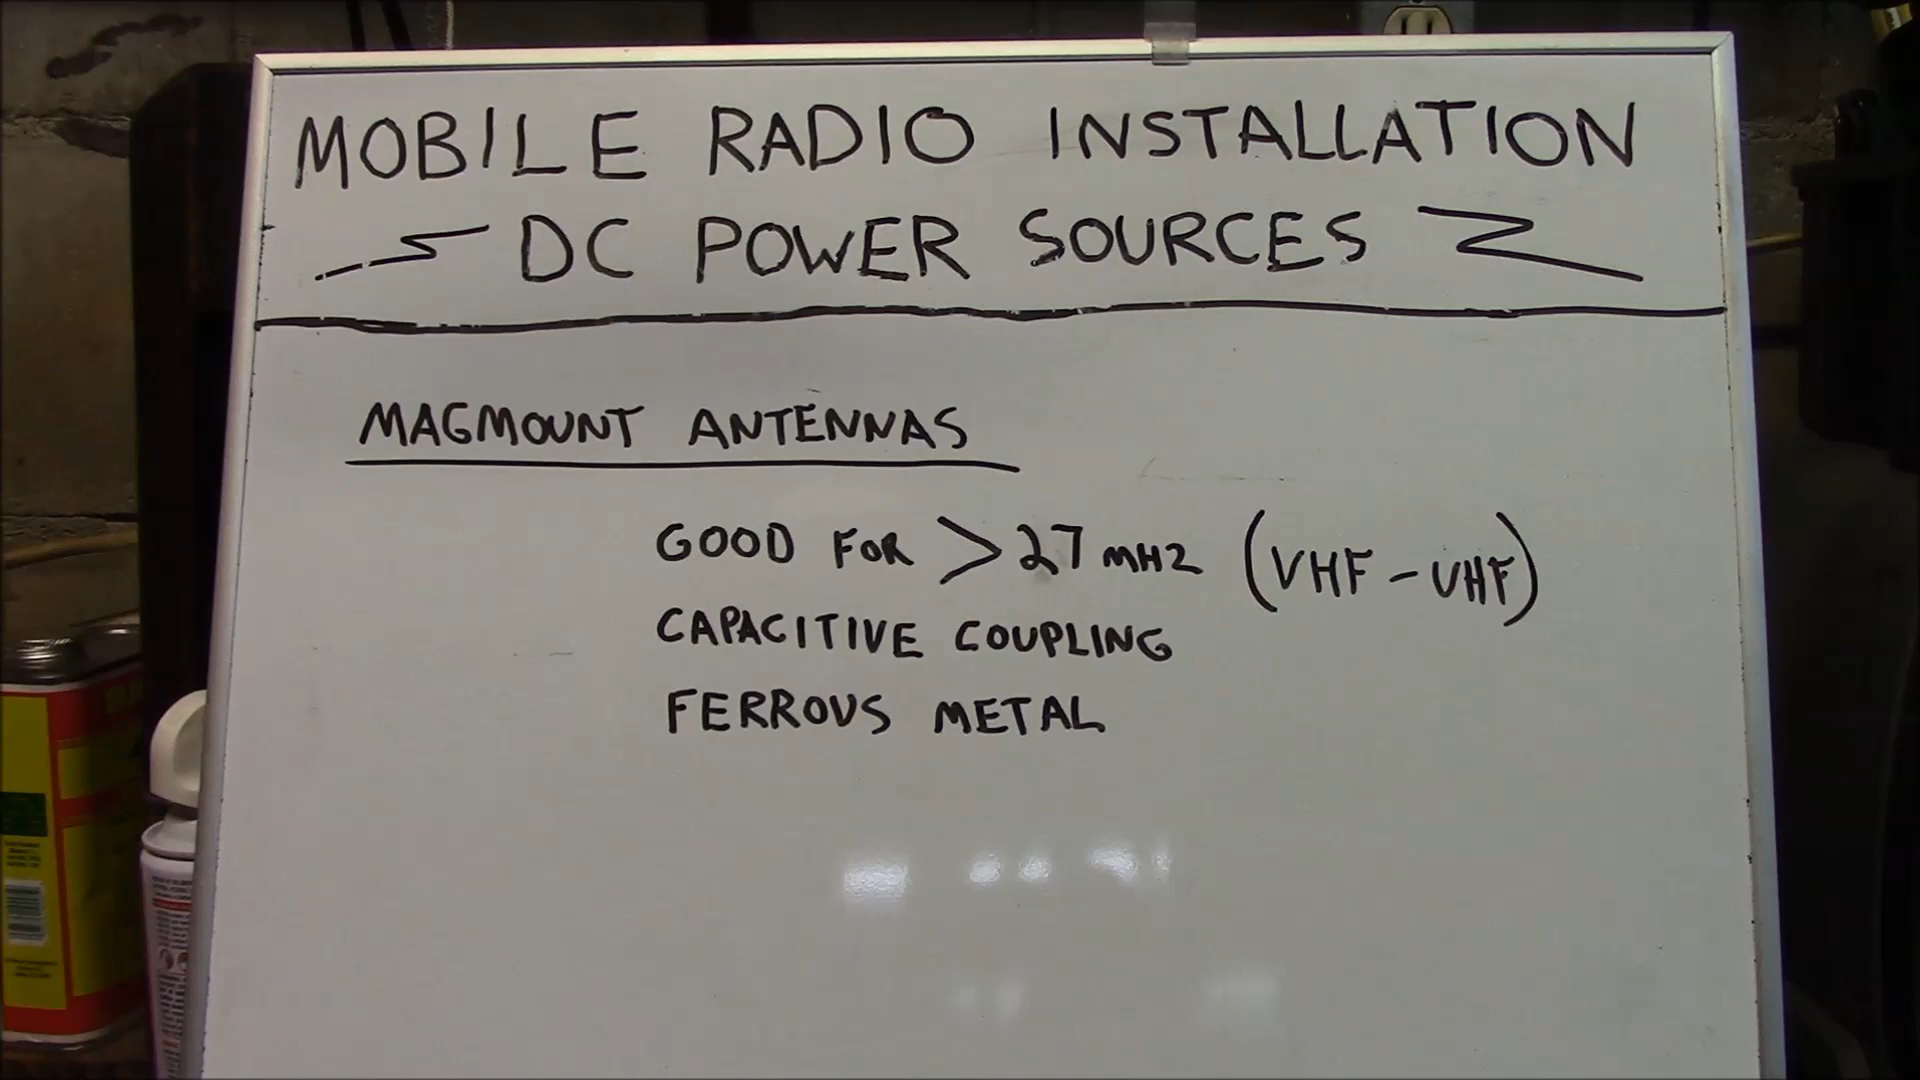 MOBILE RADIO INSTALLATION
DC POWER SOURCES
MAGMOUNT ANTENNAS
GOOD FOR > 27 MHZ (VHF - UHF)
CAPACITIVE COUPLING
FERROUS METAL